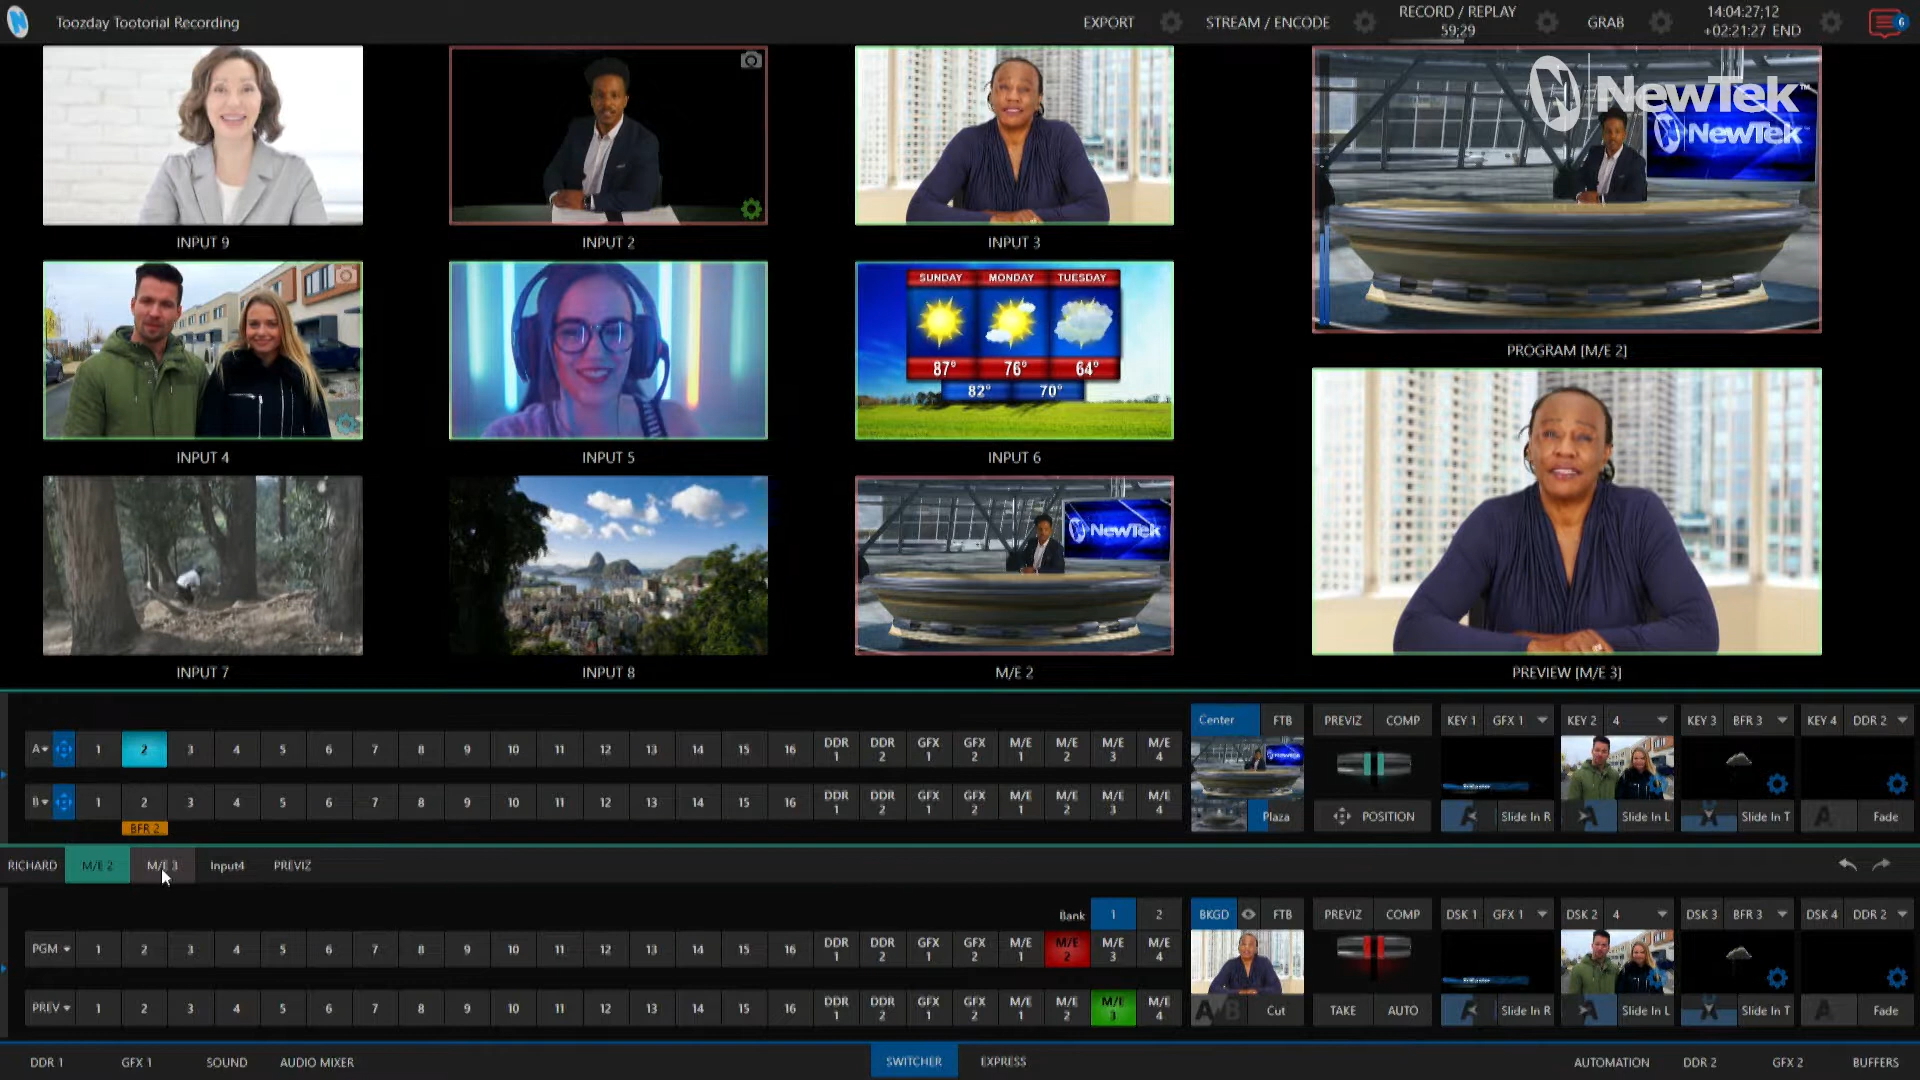 Toozday Tootorial Recording
EXPORT
STREAM / ENCODE
RECORD / REPLAY
59;29
GRAB
14:04:27;12
+02:21:27 END
6
INPUT 9
INPUT 2
INPUT 3
NewTek™
NewTek
PROGRAM [M/E 2]
INPUT 4
INPUT 5
SUNDAY MONDAY TUESDAY
87° 76° 64°
82° 70°
INPUT 6
INPUT 7
INPUT 8
NewTek
M/E 2
PREVIEW [M/E 3]
Center FTB PREVIZ COMP KEY 1 GFX 1 KEY 2 4 KEY 3 BFR 3 KEY 4 DDR 2
A 1 2 3 4 5 6 7 8 9 10 11 12 13 14 15 16 DDR 1 DDR 2 GFX 1 GFX 2 M/E 1 M/E 2 M/E 3 M/E 4
B 1 2 3 4 5 6 7 8 9 10 11 12 13 14 15 16 DDR 1 DDR 2 GFX 1 GFX 2 M/E 1 M/E 2 M/E 3 M/E 4
Plaza POSITION Slide In R Slide In L Slide In T Fade
BFR 2
RICHARD M/E 2 M/E 3 Input4 PREVIZ
Bank 1 2 BKGD FTB PREVIZ COMP DSK 1 GFX 1 DSK 2 4 DSK 3 BFR 3 DSK 4 DDR 2
PGM 1 2 3 4 5 6 7 8 9 10 11 12 13 14 15 16 DDR 1 DDR 2 GFX 1 GFX 2 M/E 1 M/E 2 M/E 3 M/E 4
PREV 1 2 3 4 5 6 7 8 9 10 11 12 13 14 15 16 DDR 1 DDR 2 GFX 1 GFX 2 M/E 1 M/E 2 M/E 3 M/E 4
A/B Cut TAKE AUTO Slide In R Slide In L Slide In T Fade
DDR 1 GFX 1 SOUND AUDIO MIXER SWITCHER EXPRESS AUTOMATION DDR 2 GFX 2 BUFFERS